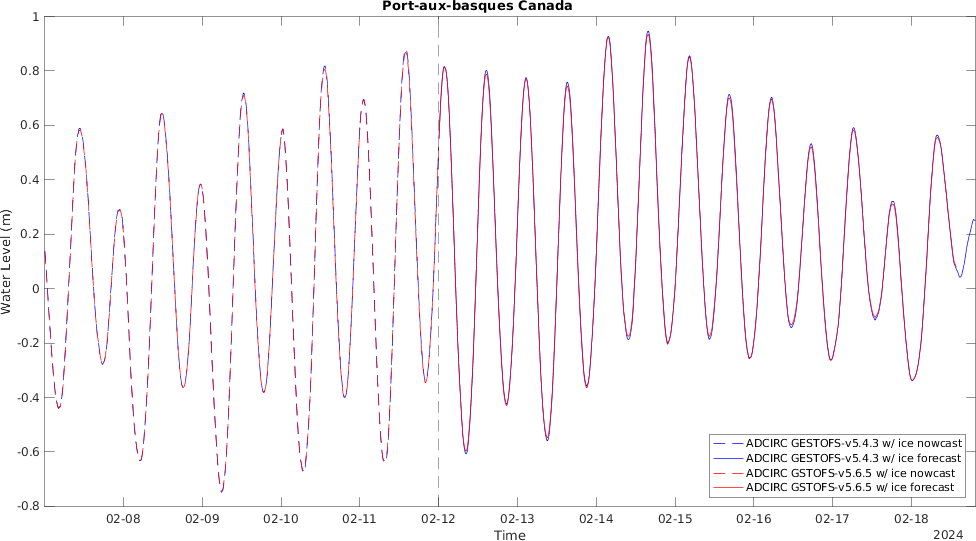 Port-aux-basques Canada
1
0.8
0.6
0.4
0.2
0
-0.2
-0.4
-0.6
-0.8
Water Level (m)
02-08 02-09 02-10 02-11 02-12 02-13 02-14 02-15 02-16 02-17 02-18
Time
2024
ADCIRC GESTOFS-v5.4.3 w/ ice nowcast
ADCIRC GESTOFS-v5.4.3 w/ ice forecast
ADCIRC GSTOFS-v5.6.5 w/ ice nowcast
ADCIRC GSTOFS-v5.6.5 w/ ice forecast